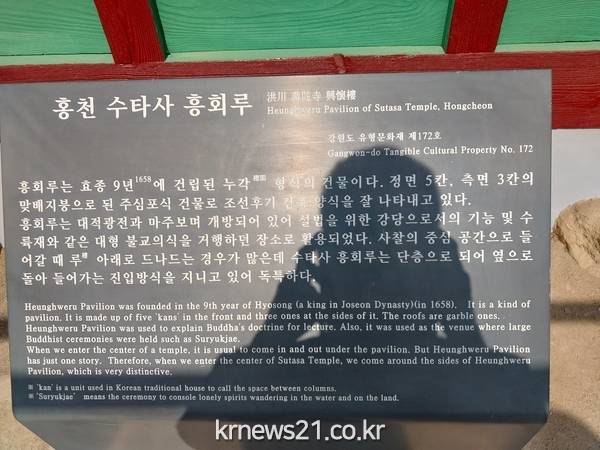 홍천 수타사 흥회루 洪川 壽陀寺 興懷樓
Heunghweru Pavilion of Sutasa Temple, Hongcheon
강원도 유형문화재 제172호
Gangwon-do Tangible Cultural Property No. 172
흥회루는 효종 9년1658에 건립된 누각樓閣 형식의 건물이다. 정면 5칸, 측면 3칸의
맞배지붕으로 된 주심포식 건물로 조선후기 건축 양식을 잘 나타내고 있다.
흥회루는 대적광전과 마주보며 개방되어 있어 설법을 위한 강당으로서의 기능 및 수
륙재와 같은 대형 불교의식을 거행하던 장소로 활용되었다. 사찰의 중심 공간으로 들
어갈 때 루樓 아래로 드나드는 경우가 많은데 수타사 흥회루는 단층으로 되어 옆으로
돌아 들어가는 진입방식을 지니고 있어 독특하다.
Heunghweru Pavilion was founded in the 9th year of Hyosong (a king in Joseon Dynasty)(in 1658). It is a kind of
pavilion. It is made up of five 'kans' in the front and three ones at the sides of it. The roofs are garble ones.
Heunghweru Pavilion was used to explain Buddha's doctrine for lecture. Also, it was used as the venue where large
Buddhist ceremonies were held such as Suryukjae.
When we enter the center of a temple, it is usual to come in and out under the pavilion. But Heunghweru Pavilion
has just one story. Therefore, when we enter the center of Sutasa Temple, we come around the sides of Heunghweru
Pavilion, which is very distincfive.
※ 'kan' is a unit used in Korean traditional house to call the space between columns.
※ 'Suryukjae' means the ceremony to console lonely spirits wandering in the water and on the land.
krnews21.co.kr